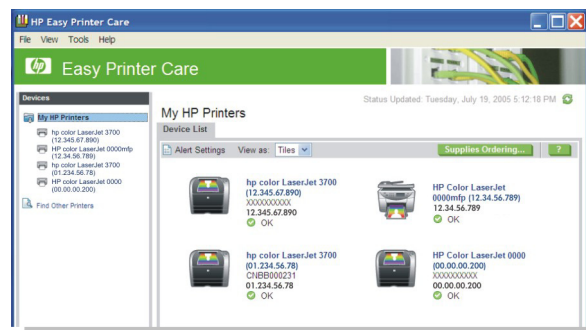 HP Easy Printer Care
File View Tools Help
hp Easy Printer Care
Devices
My HP Printers
hp color LaserJet 3700
(12.345.67.890)
HP color LaserJet 0000mfp
(12.34.56.789)
hp color LaserJet 3700
(01.234.56.78)
HP color LaserJet 0000
(00.00.00.200)
Find Other Printers
Status Updated: Tuesday, July 19, 2005 5:12:18 PM
My HP Printers
Device List
Alert Settings View as: Tiles Supplies Ordering... ?
hp color LaserJet 3700
(12.345.67.890)
XXXXXXXXXX
12.345.67.890
OK
HP Color LaserJet
0000mfp (12.34.56.789)
12.34.56.789
OK
hp color LaserJet 3700
(01.234.56.78)
CNBB000231
01.234.56.78
OK
HP Color LaserJet 0000
(00.00.00.200)
XXXXXXXXXX
00.00.00.200
OK